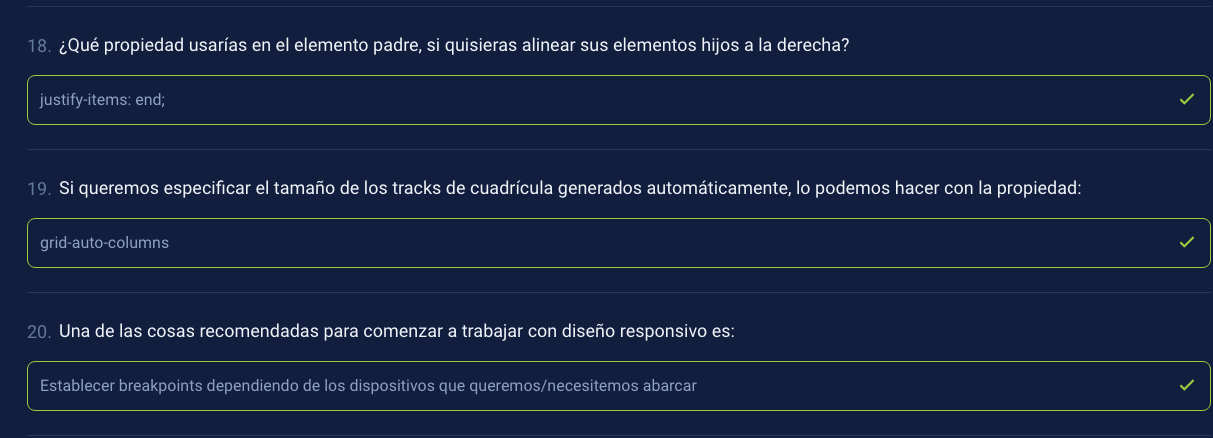 18. ¿Qué propiedad usarías en el elemento padre, si quisieras alinear sus elementos hijos a la derecha?
justify-items: end;
19. Si queremos especificar el tamaño de los tracks de cuadrícula generados automáticamente, lo podemos hacer con la propiedad:
grid-auto-columns
20. Una de las cosas recomendadas para comenzar a trabajar con diseño responsivo es:
Establecer breakpoints dependiendo de los dispositivos que queremos/necesitemos abarcar